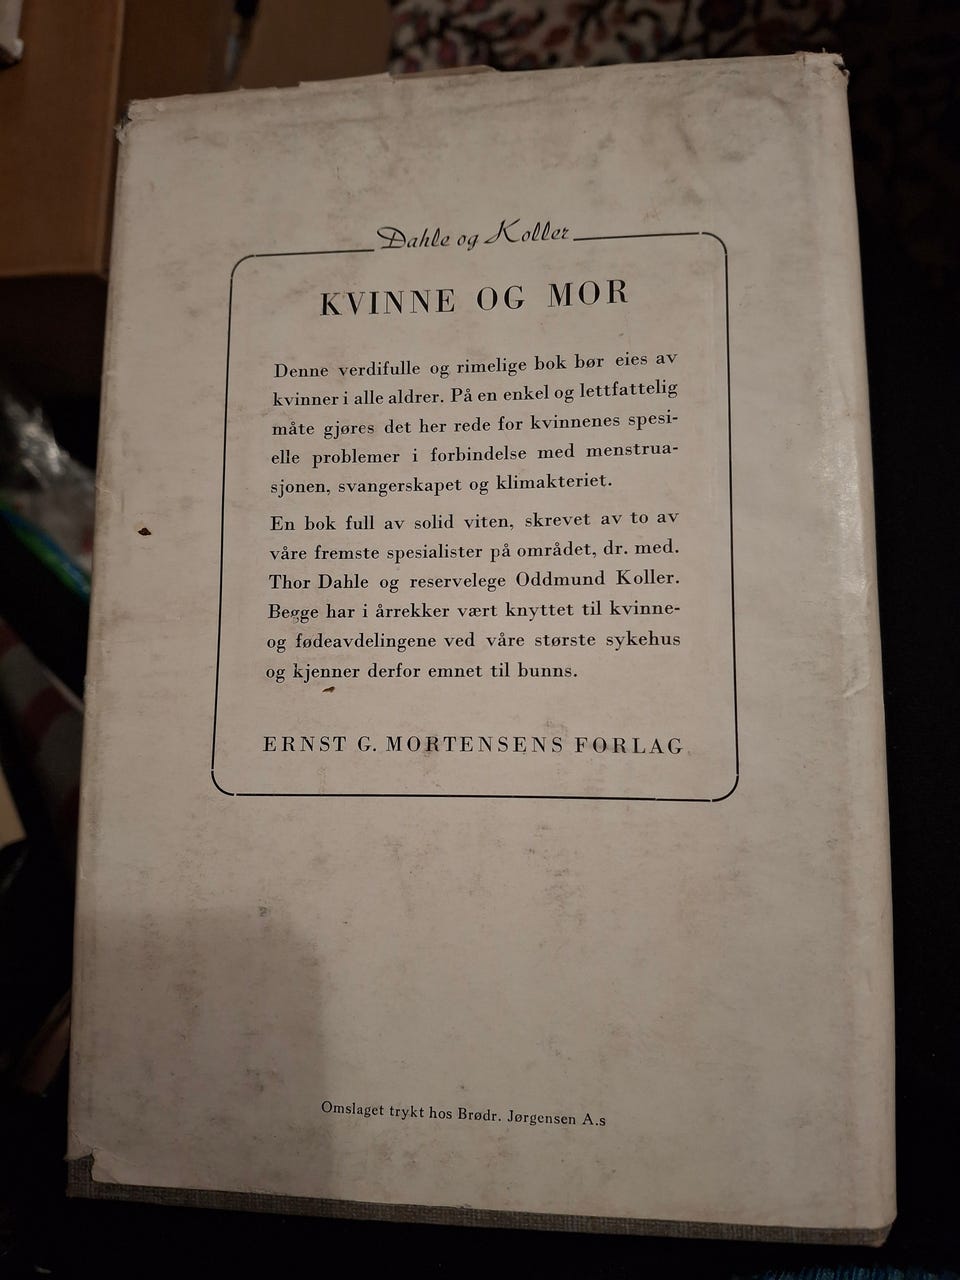 Dahle og Koller
KVINNE OG MOR
Denne verdifulle og rimelige bok bør eies av
kvinner i alle aldrer. På en enkel og lettfattelig
måte gjøres det her rede for kvinnenes spesi-
elle problemer i forbindelse med menstrua-
sjonen, svangerskapet og klimakteriet.
En bok full av solid viten, skrevet av to av
våre fremste spesialister på området, dr. med.
Thor Dahle og reservelege Oddmund Koller.
Begge har i årrekker vært knyttet til kvinne-
og fødeavdelingene ved våre største sykehus
og kjenner derfor emnet til bunns.
ERNST G. MORTENSENS FORLAG
Omslaget trykt hos Brødr. Jørgensen A.s